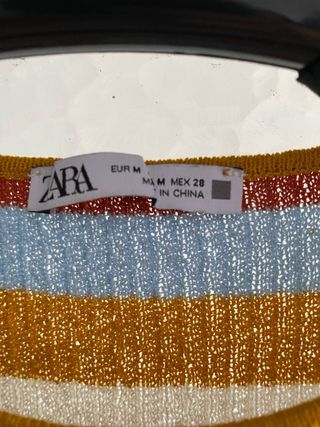 ZARA
EUR M
M MEX 28
IN CHINA